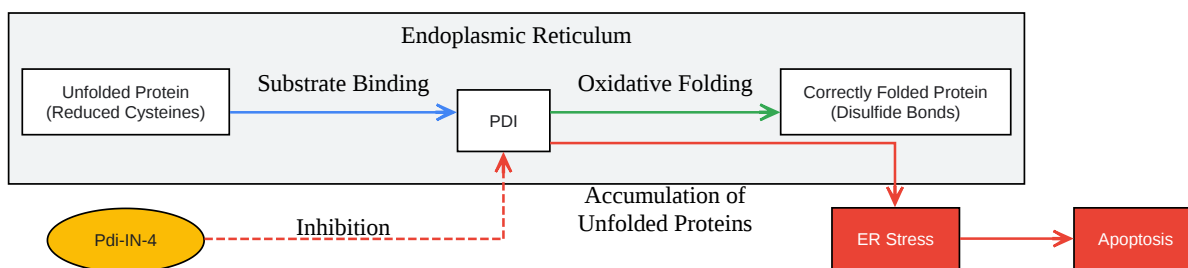 Endoplasmic Reticulum
Unfolded Protein
(Reduced Cysteines)
Substrate Binding
PDI
Oxidative Folding
Correctly Folded Protein
(Disulfide Bonds)
Accumulation of
Unfolded Proteins
Pdi-IN-4
Inhibition
ER Stress
Apoptosis